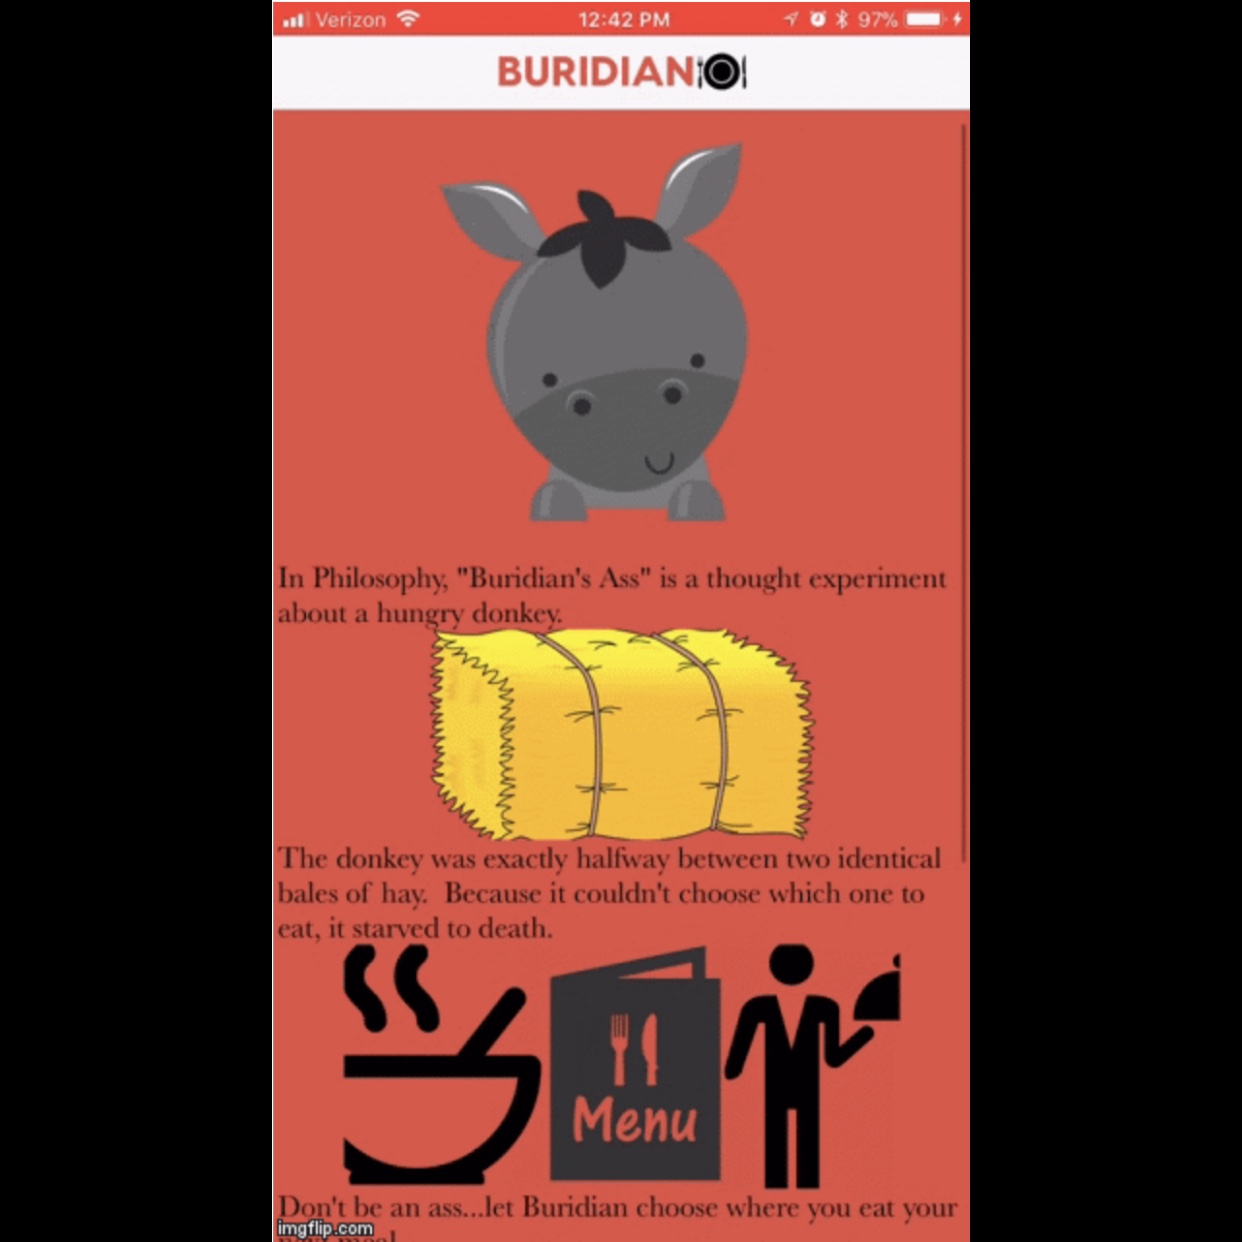 Verizon 12:42 PM 97%
BURIDIAN
In Philosophy, "Buridian's Ass" is a thought experiment
about a hungry donkey.
The donkey was exactly halfway between two identical
bales of hay.  Because it couldn't choose which one to
eat, it starved to death.
Menu
Don't be an ass...let Buridian choose where you eat your
meal
imgflip.com